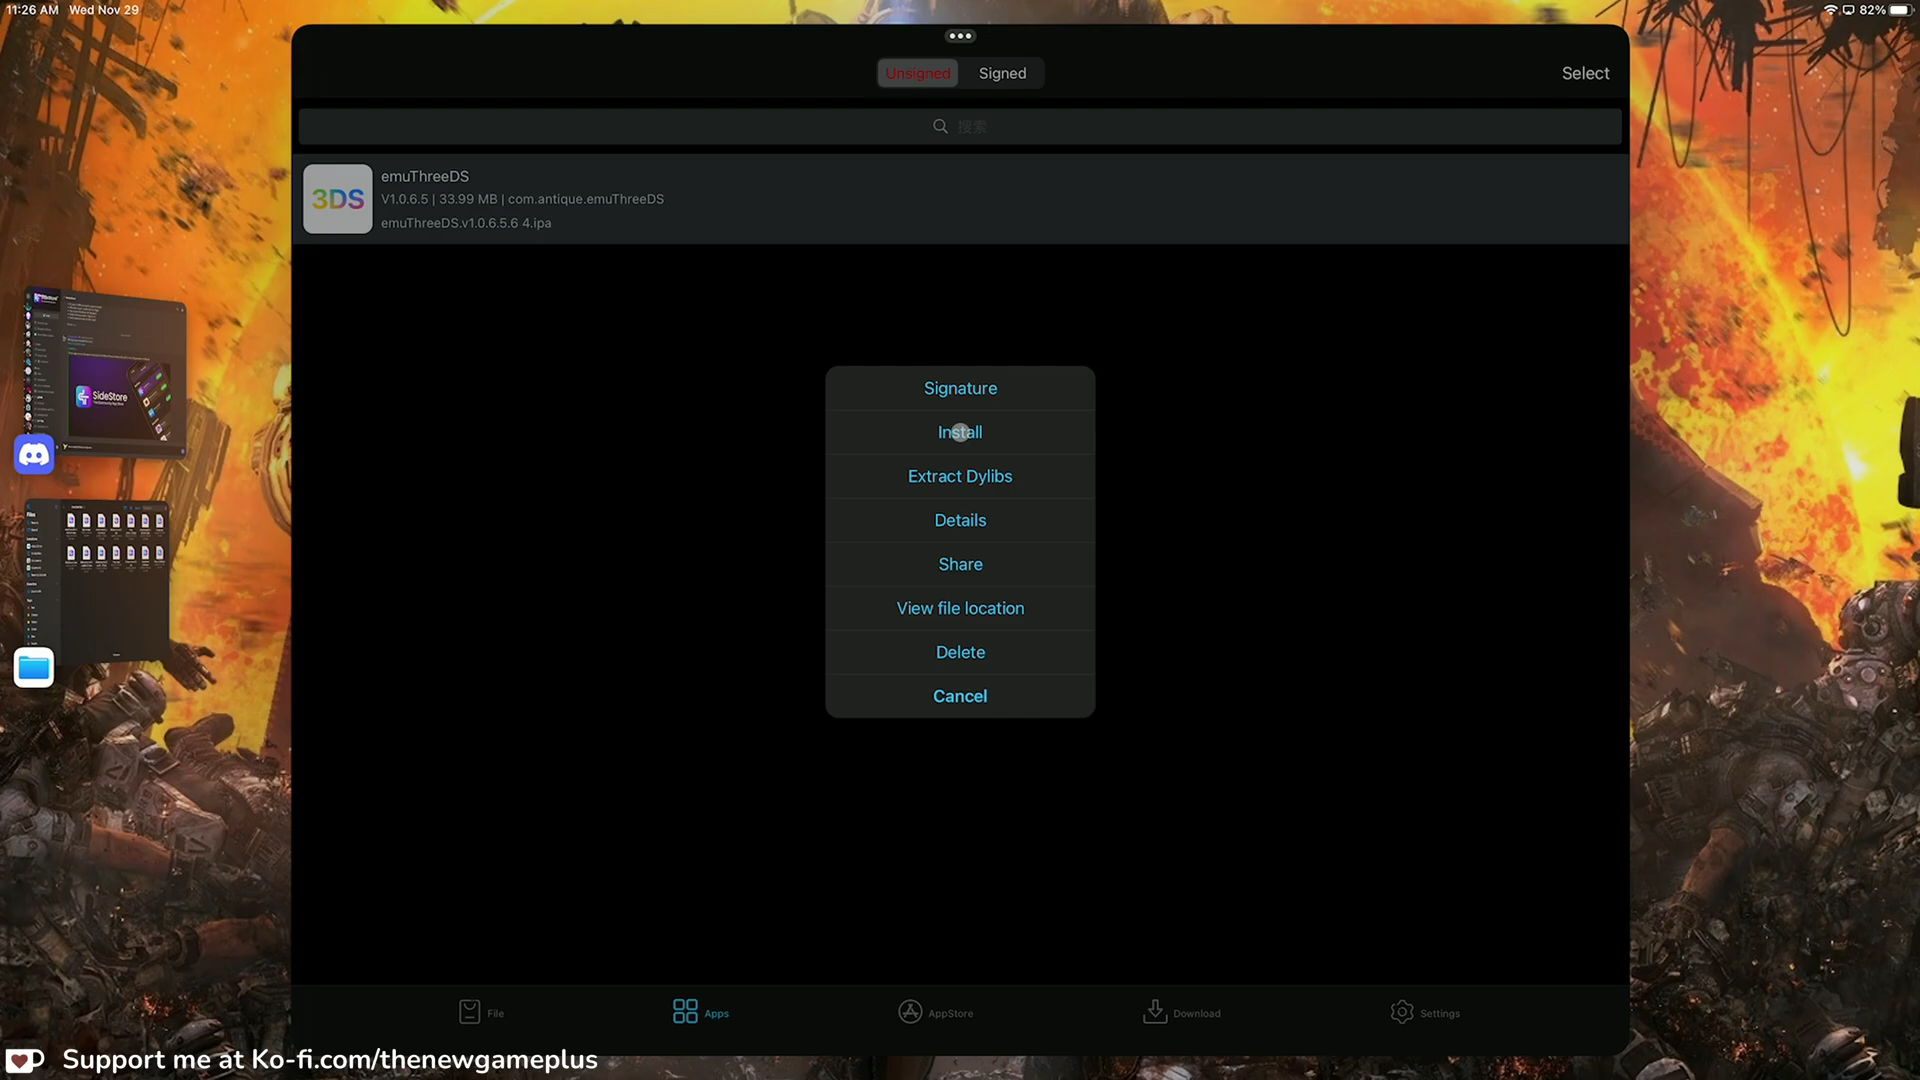 11:26 AM Wed Nov 29
82%
Unsigned
Signed
Select
搜索
3DS
emuThreeDS
V1.0.6.5 | 33.99 MB | com.antique.emuThreeDS
emuThreeDS.v1.0.6.5.6 4.ipa
SideStore
Files
Signature
Install
Extract Dylibs
Details
Share
View file location
Delete
Cancel
File
Apps
AppStore
Download
Settings
Support me at Ko-fi.com/thenewgameplus